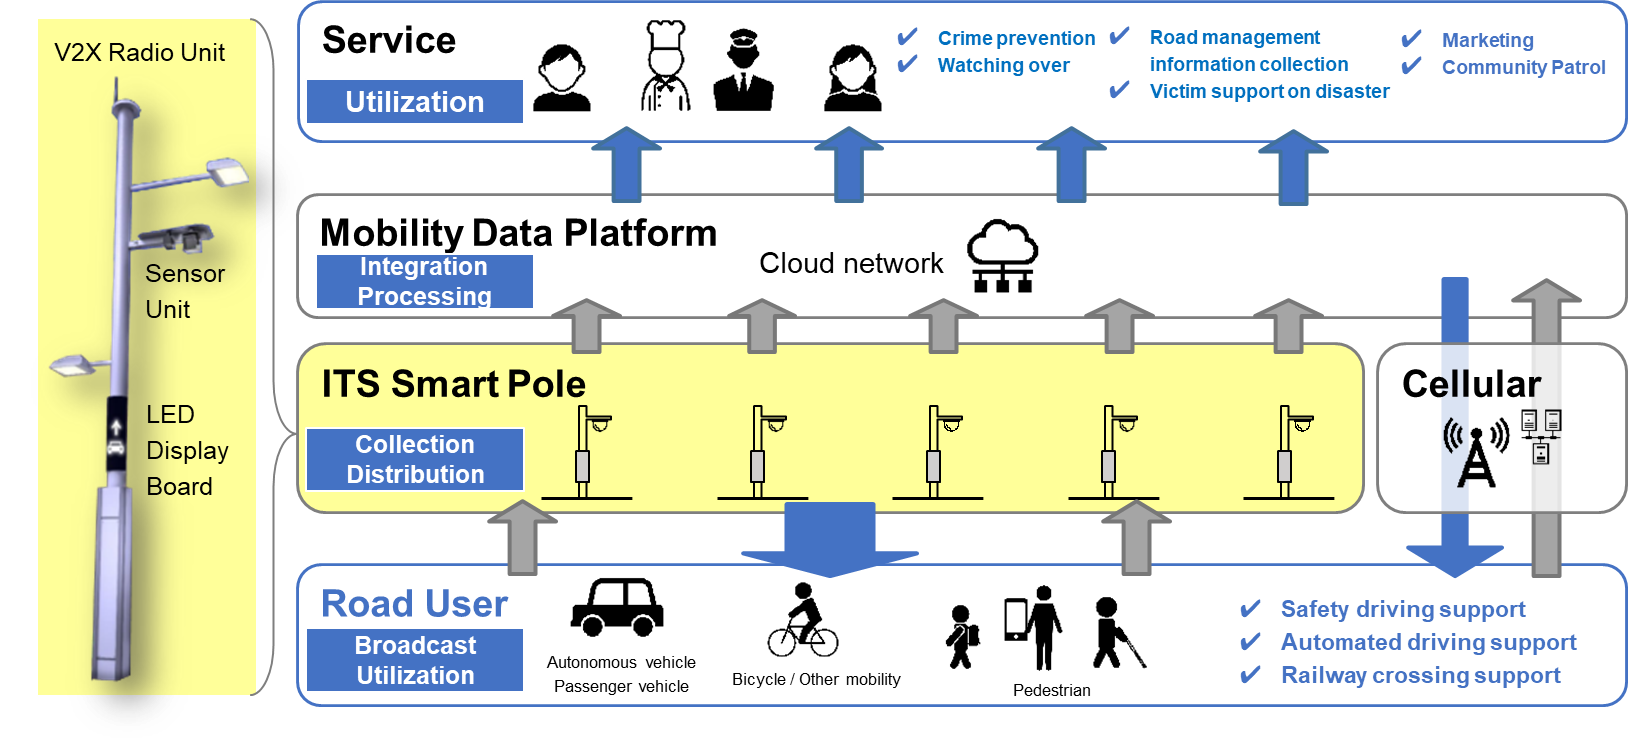 V2X Radio Unit
Sensor
Unit
LED
Display
Board
Service
Utilization
✔ Crime prevention
✔ Watching over
✔ Road management
information collection
✔ Victim support on disaster
✔ Marketing
✔ Community Patrol
Mobility Data Platform
Integration
Processing
Cloud network
ITS Smart Pole
Collection
Distribution
Cellular
Road User
Broadcast
Utilization
Autonomous vehicle
Passenger vehicle
Bicycle / Other mobility
Pedestrian
✔ Safety driving support
✔ Automated driving support
✔ Railway crossing support